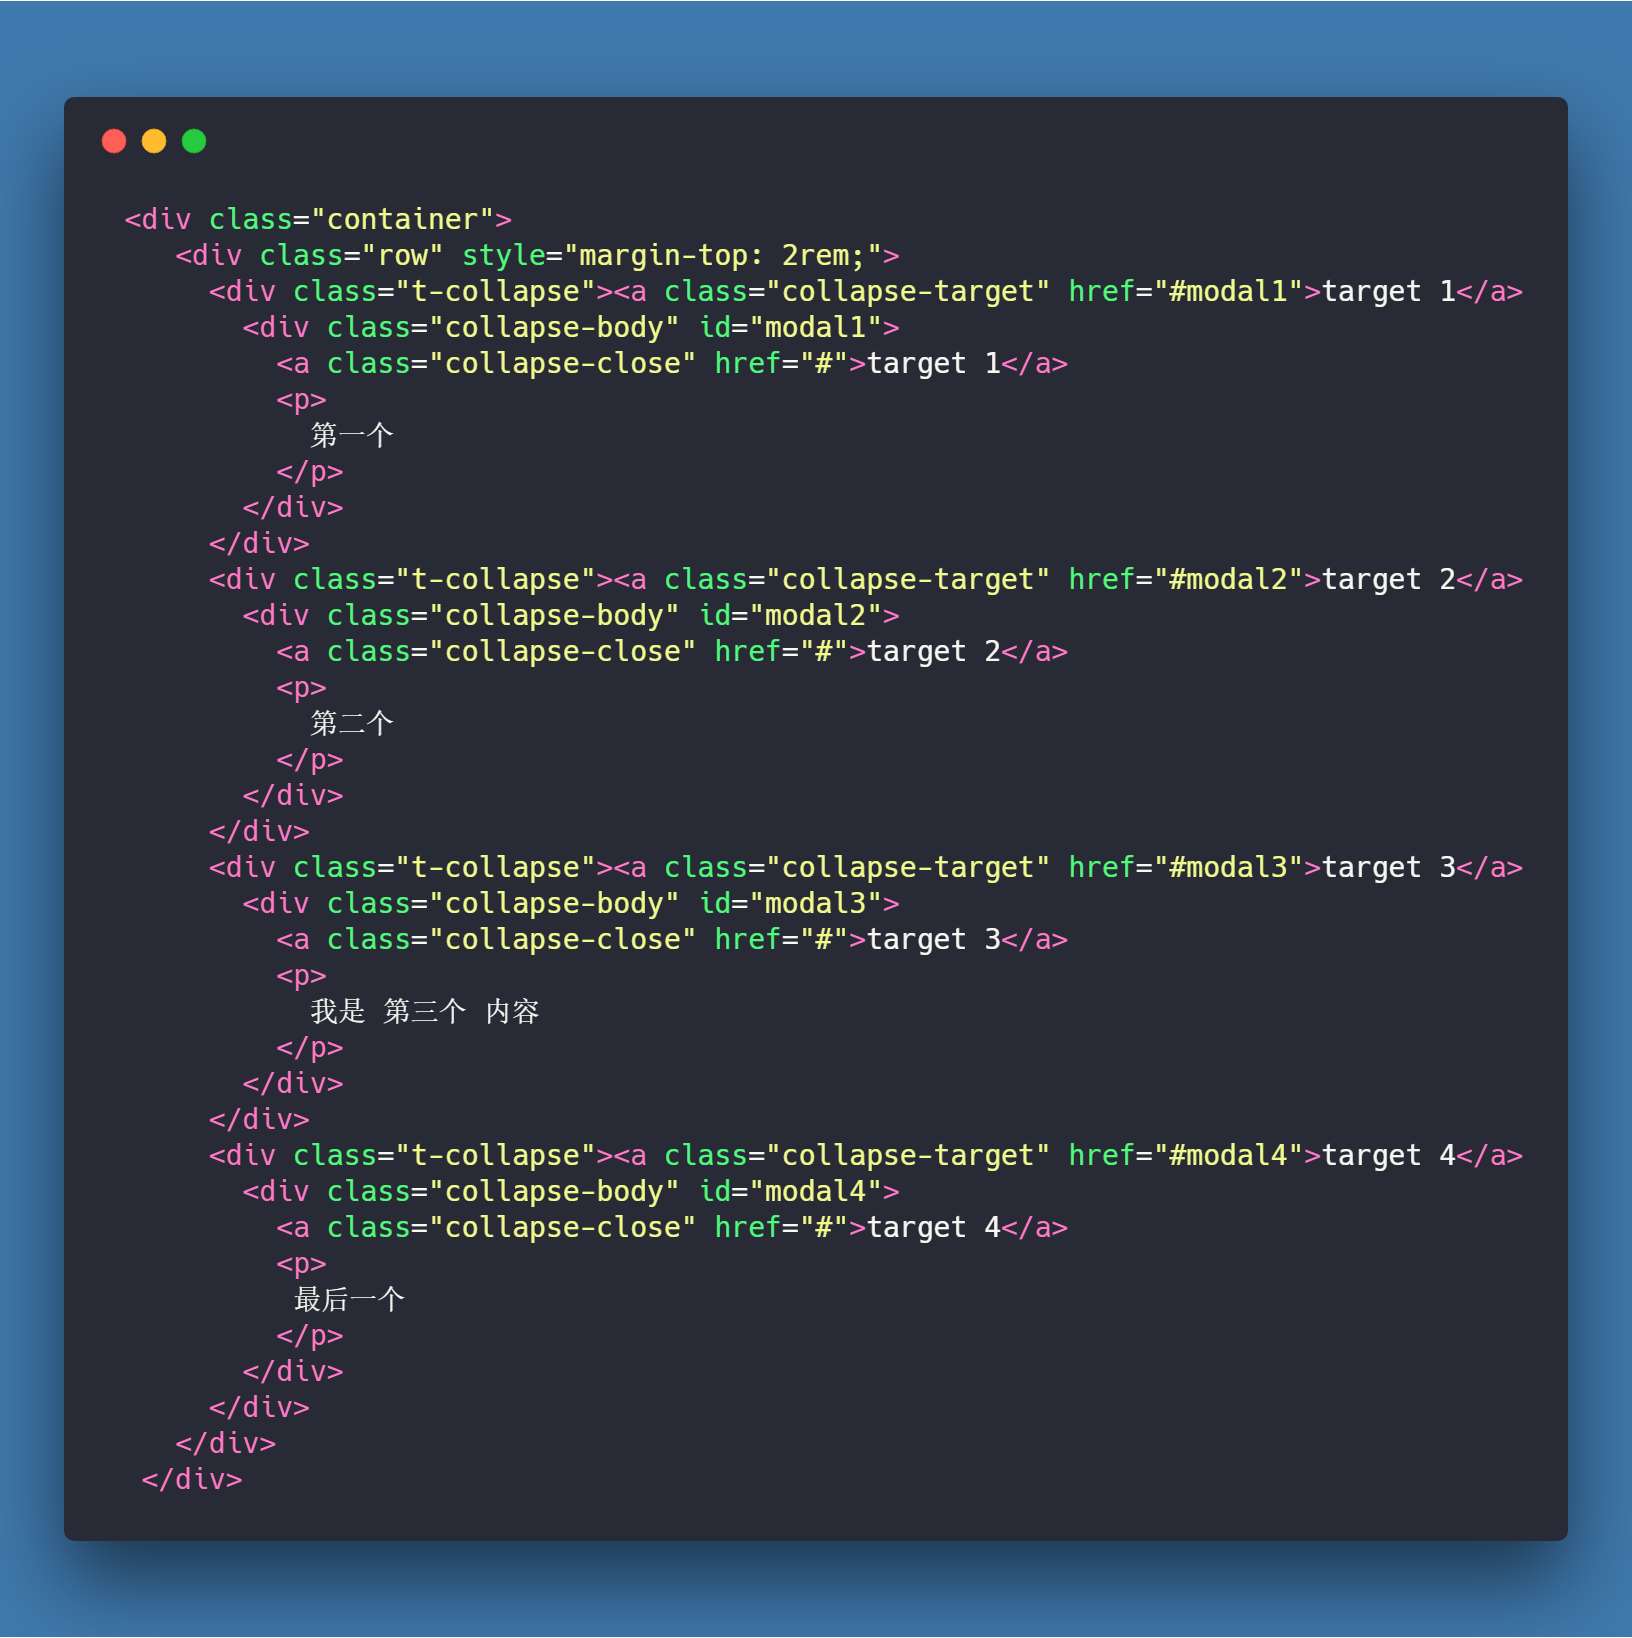 <div class="container">
<div class="row" style="margin-top: 2rem;">
<div class="t-collapse"><a class="collapse-target" href="#modal1">target 1</a>
<div class="collapse-body" id="modal1">
<a class="collapse-close" href="#">target 1</a>
<p>
第一个
</p>
</div>
</div>
<div class="t-collapse"><a class="collapse-target" href="#modal2">target 2</a>
<div class="collapse-body" id="modal2">
<a class="collapse-close" href="#">target 2</a>
<p>
第二个
</p>
</div>
</div>
<div class="t-collapse"><a class="collapse-target" href="#modal3">target 3</a>
<div class="collapse-body" id="modal3">
<a class="collapse-close" href="#">target 3</a>
<p>
我是 第三个 内容
</p>
</div>
</div>
<div class="t-collapse"><a class="collapse-target" href="#modal4">target 4</a>
<div class="collapse-body" id="modal4">
<a class="collapse-close" href="#">target 4</a>
<p>
最后一个
</p>
</div>
</div>
</div>
</div>